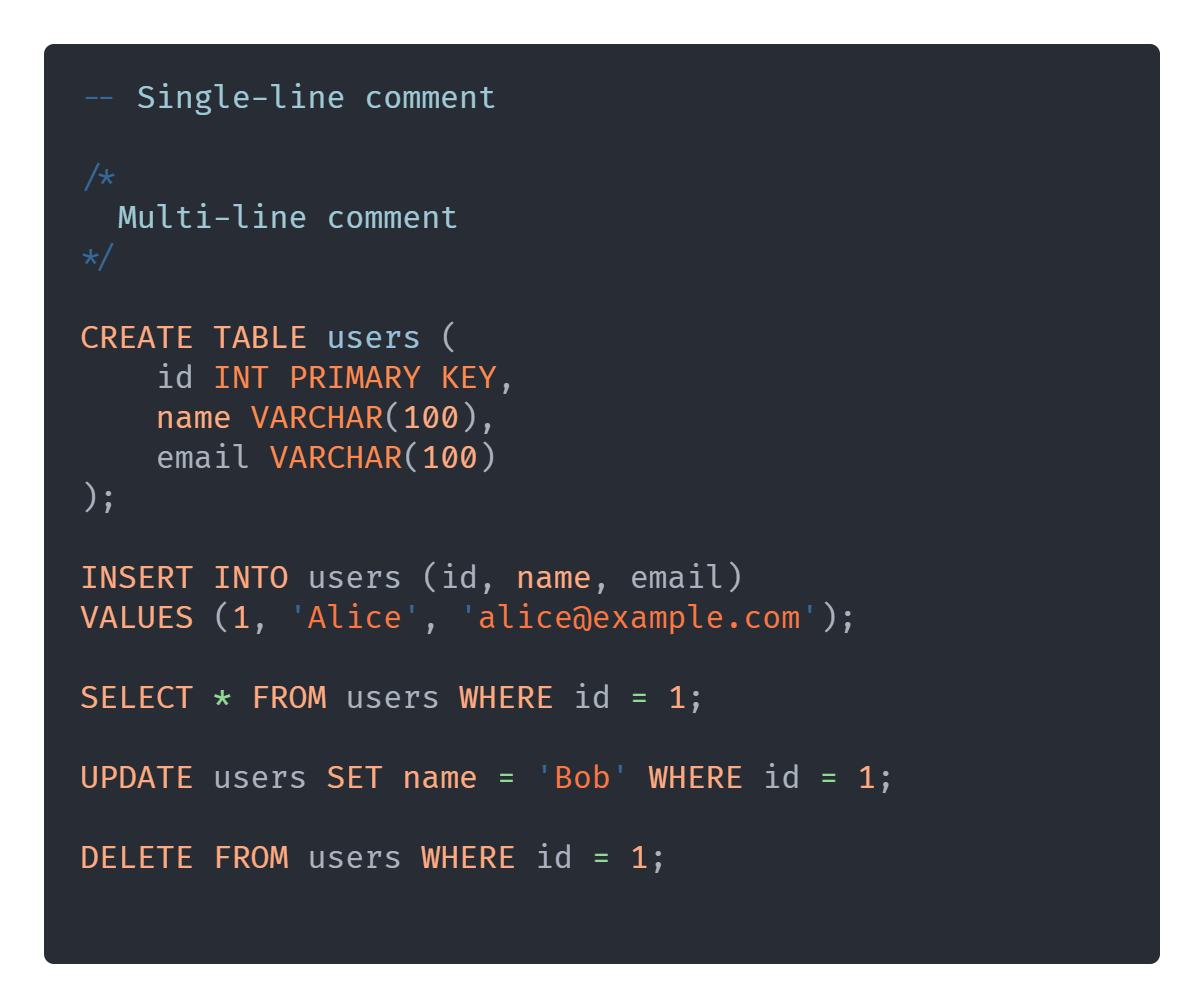 -- Single-line comment

/*
  Multi-line comment
*/

CREATE TABLE users (
    id INT PRIMARY KEY,
    name VARCHAR(100),
    email VARCHAR(100)
);

INSERT INTO users (id, name, email)
VALUES (1, 'Alice', 'alice@example.com');

SELECT * FROM users WHERE id = 1;

UPDATE users SET name = 'Bob' WHERE id = 1;

DELETE FROM users WHERE id = 1;